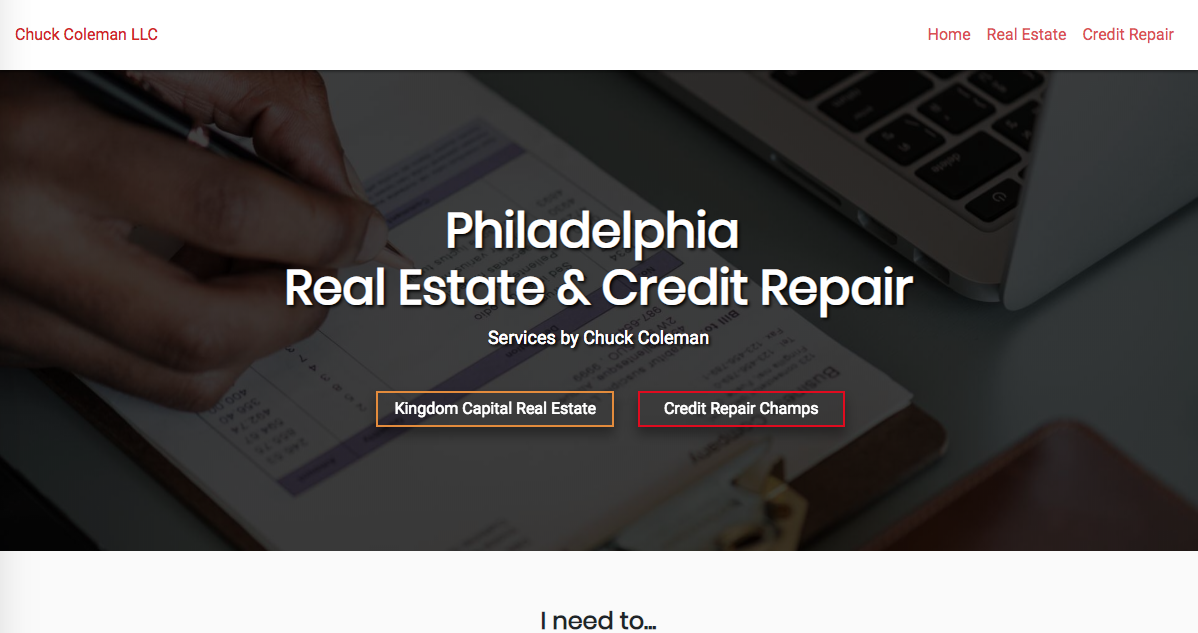 Chuck Coleman LLC
Home Real Estate Credit Repair
Philadelphia
Real Estate & Credit Repair
Services by Chuck Coleman
Kingdom Capital Real Estate
Credit Repair Champs
I need to...